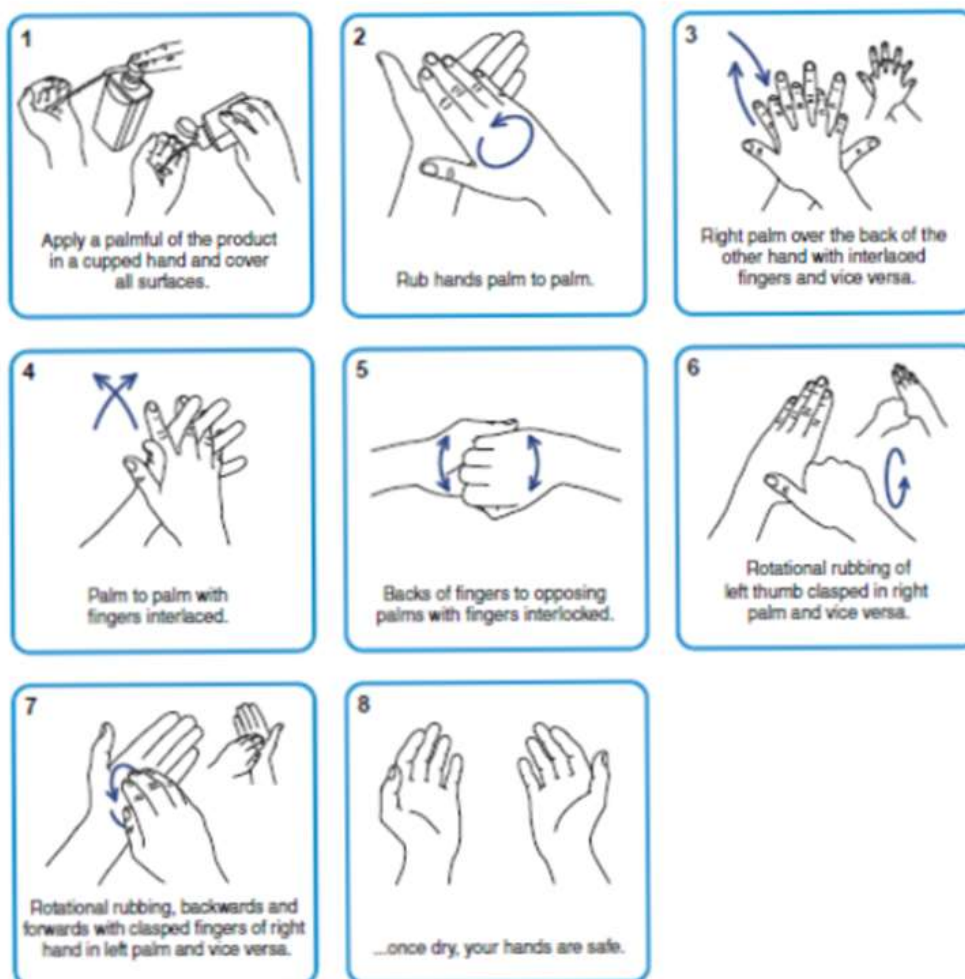 1
Apply a palmful of the product
in a cupped hand and cover
all surfaces.
2
Rub hands palm to palm.
3
Right palm over the back of the
other hand with interlaced
fingers and vice versa.
4
Palm to palm with
fingers interlaced.
5
Backs of fingers to opposing
palms with fingers interlocked.
6
Rotational rubbing of
left thumb clasped in right
palm and vice versa.
7
Rotational rubbing, backwards and
forwards with clasped fingers of right
hand in left palm and vice versa.
8
...once dry, your hands are safe.